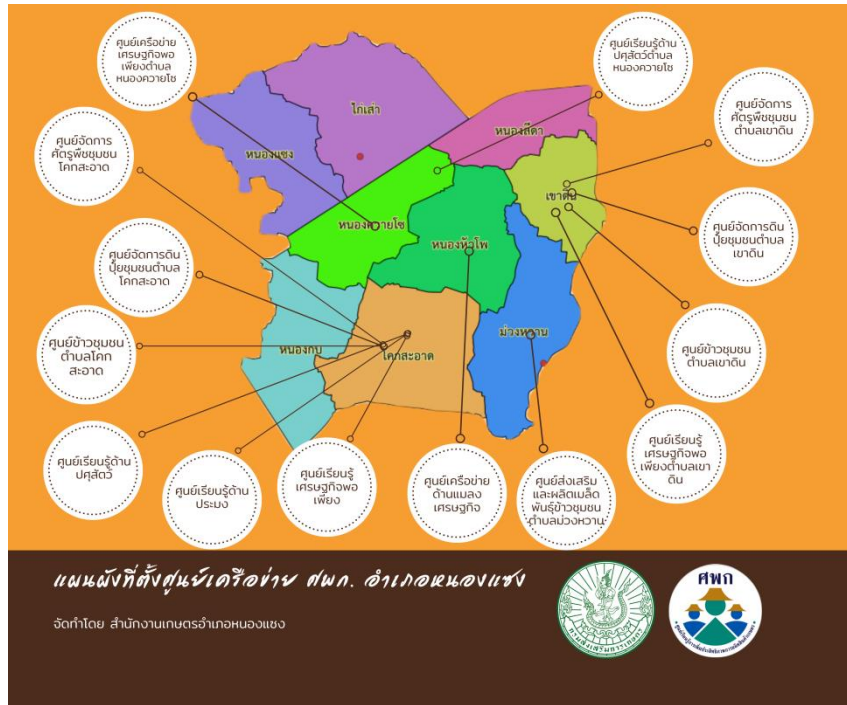 ศูนย์เครือข่าย
เศรษฐกิจพอ
เพียงตำบล
หนองควายโซ
ศูนย์เรียนรู้ด้าน
ปศุสัตว์ตำบล
หนองควายโซ
ไก่เส่า
หนองสีดา
หนองแซง
เขาดิน
หนองควายโซ
หนองหัวโพ
ม่วงหวาน
หนองกบ
โคกสะอาด
ศูนย์จัดการ
ศัตรูพืชชุมชน
ตำบลเขาดิน
ศูนย์จัดการ
ศัตรูพืชชุมชน
โคกสะอาด
ศูนย์จัดการดิน
ปุ๋ยชุมชนตำบล
เขาดิน
ศูนย์จัดการดิน
ปุ๋ยชุมชนตำบล
โคกสะอาด
ศูนย์ข้าวชุมชน
ตำบลเขาดิน
ศูนย์ข้าวชุมชน
ตำบลโคก
สะอาด
ศูนย์เรียนรู้
เศรษฐกิจพอ
เพียงตำบลเขา
ดิน
ศูนย์เรียนรู้ด้าน
ปศุสัตว์
ศูนย์เรียนรู้ด้าน
ประมง
ศูนย์เรียนรู้
เศรษฐกิจพอ
เพียง
ศูนย์เครือข่าย
ด้านแมลง
เศรษฐกิจ
ศูนย์ส่งเสริม
และผลิตเมล็ด
พันธุ์ข้าวชุมชน
ตำบลม่วงหวาน
แผนผังที่ตั้งศูนย์เครือข่าย ศพก. อำเภอหนองแซง
จัดทำโดย สำนักงานเกษตรอำเภอหนองแซง
กรมส่งเสริมการเกษตร
ศพก